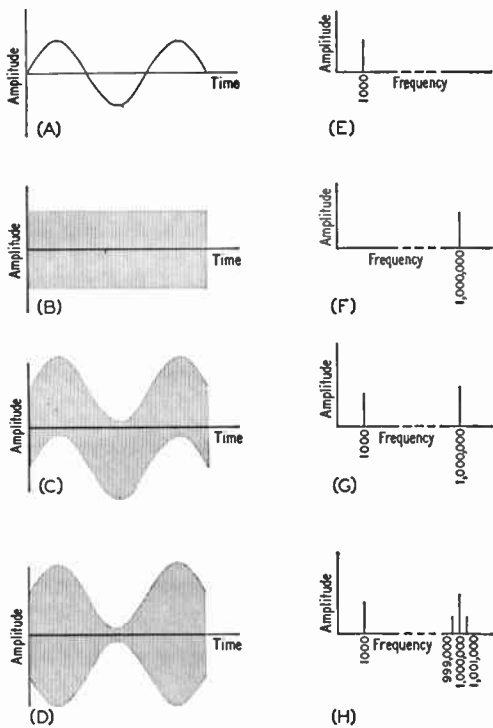 Amplitude
Time
(A)
Amplitude
1000
Frequency
(E)
Amplitude
Time
(B)
Amplitude
Frequency
1,000,000
(F)
Amplitude
Time
(C)
Amplitude
1000
Frequency
1,000,000
(G)
Amplitude
Time
(D)
Amplitude
1000
Frequency
999,000
1,000,000
1,001,000
(H)